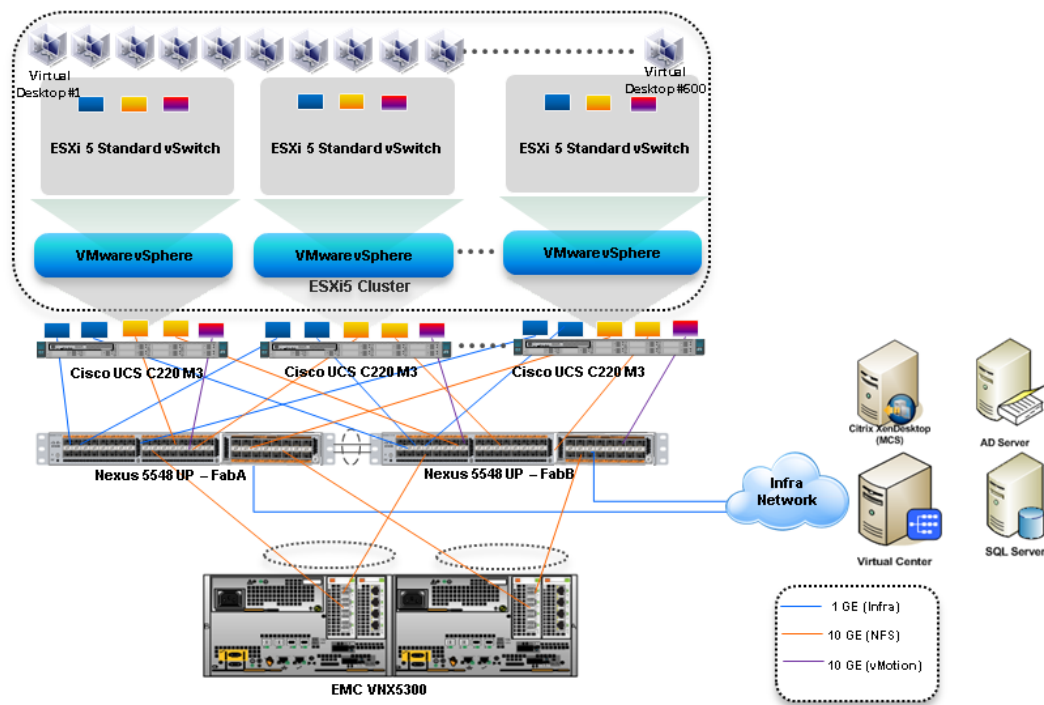 Virtual
Desktop #1
Virtual
Desktop #600
ESXi 5 Standard vSwitch
ESXi 5 Standard vSwitch
ESXi 5 Standard vSwitch
VMware vSphere
VMware vSphere
VMware vSphere
ESXi5 Cluster
Cisco UCS C220 M3
Cisco UCS C220 M3
Cisco UCS C220 M3
Citrix XenDesktop
(MCS)
AD Server
Nexus 5548 UP – FabA
Nexus 5548 UP – FabB
Infra
Network
Virtual Center
SQL Server
1 GE (Infra)
10 GE (NFS)
10 GE (vMotion)
EMC VNX5300